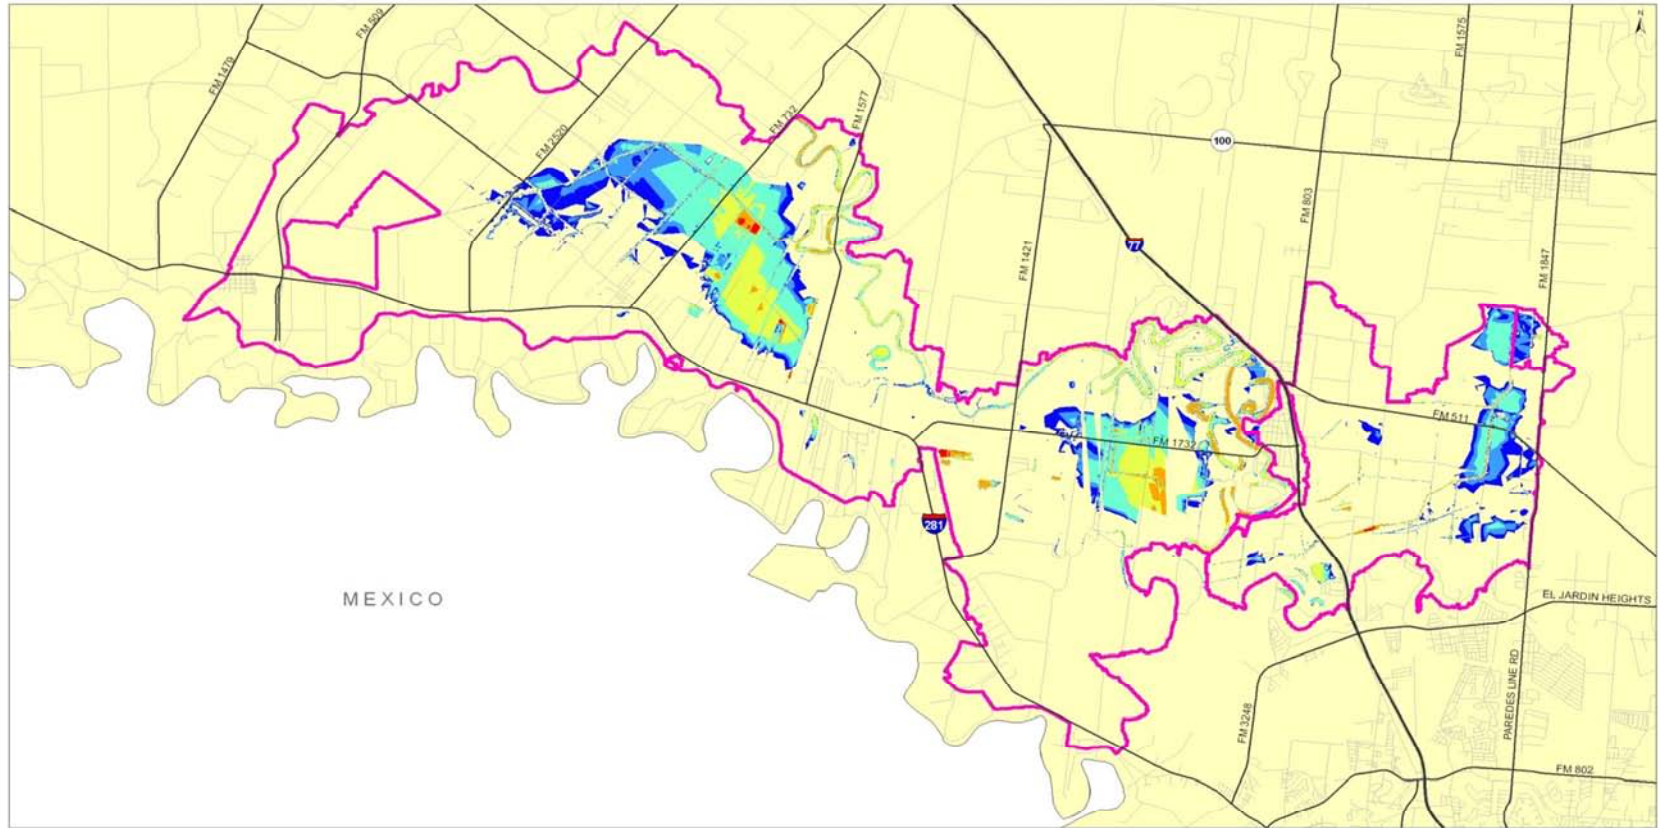 FM 509
N
FM 1575
FM 1479
FM 732
FM 1577
FM 2520
100
FM 803
FM 1421
77
FM 1847
FM 511
FM 1732
281
MEXICO
EL JARDIN HEIGHTS
PAREDES LINE RD
FM 3248
FM 802